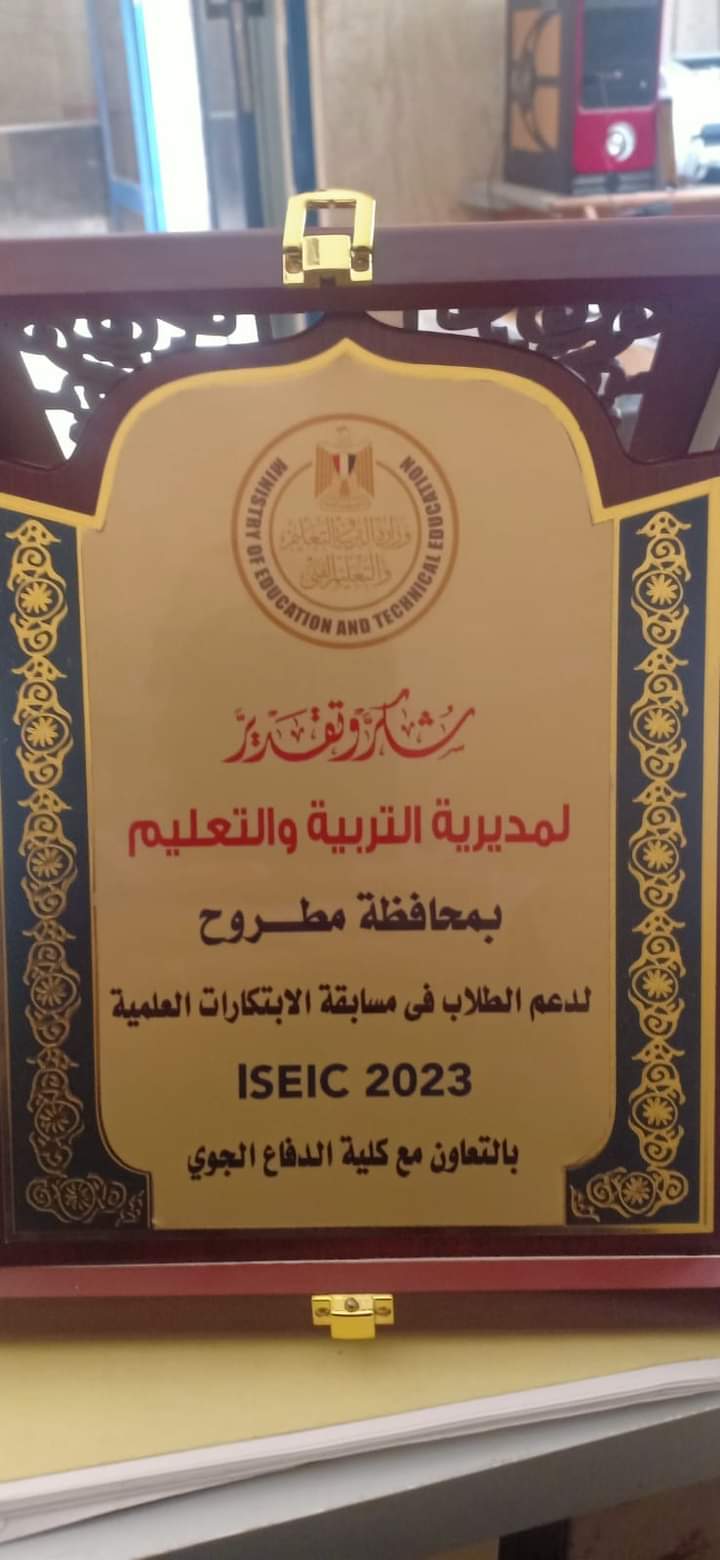 MINISTRY OF EDUCATION AND TECHNICAL EDUCATION
وزارة التربية والتعليم
والتعليم الفني
شكر وتقدير
لمديرية التربية والتعليم
بمحافظة مطروح
لدعم الطلاب فى مسابقة الابتكارات العلمية
ISEIC 2023
بالتعاون مع كلية الدفاع الجوي